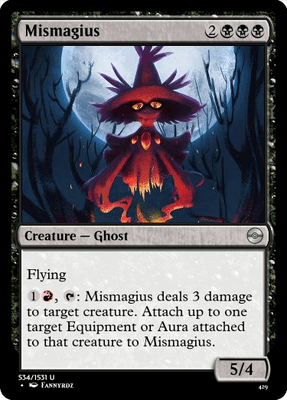 Mismagius 2
Creature — Ghost
Flying
1, : Mismagius deals 3 damage
to target creature. Attach up to one
target Equipment or Aura attached
to that creature to Mismagius.
5/4
534/1531 U
• FANNYRDZ
479